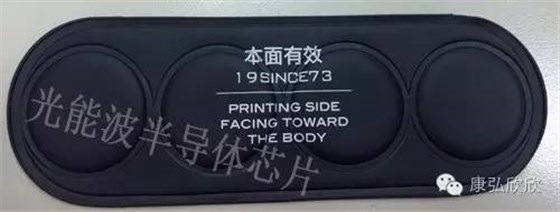 本面有效
19SINCE73
PRINTING SIDE
FACING TOWARD
THE BODY
光能波半导体芯片
康弘欣欣